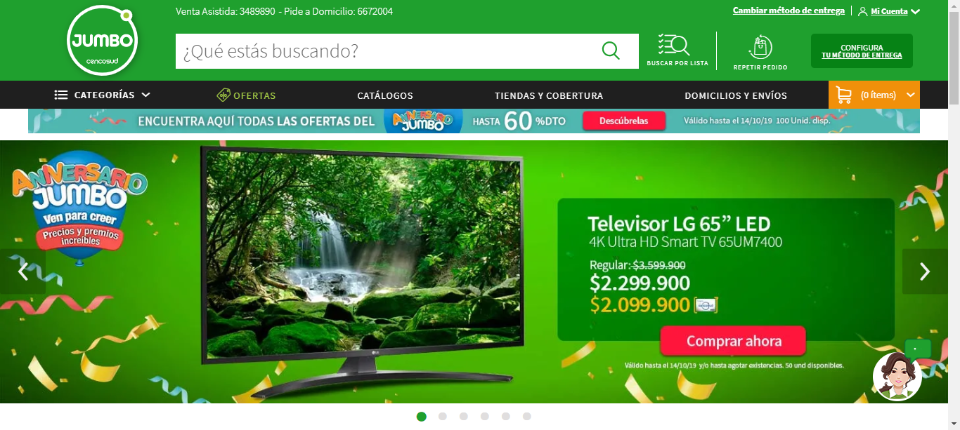 Venta Asistida: 3489890 - Pide a Domicilio: 6672004
Cambiar método de entrega
Mi Cuenta
JUMBO
cencosud
¿Qué estás buscando?
BUSCAR POR LISTA
REPETIR PEDIDO
CONFIGURA
TU MÉTODO DE ENTREGA
CATEGORÍAS
OFERTAS
CATÁLOGOS
TIENDAS Y COBERTURA
DOMICILIOS Y ENVÍOS
(0 ítems)
ENCUENTRA AQUÍ TODAS LAS OFERTAS DEL ANIVERSARIO JUMBO HASTA 60 %DTO
Descúbrelas
Válido hasta el 14/10/19 100 Unid. disp.
ANIVERSARIO
JUMBO
Ven para creer
Precios y premios
increíbles
LG
Televisor LG 65” LED
4K Ultra HD Smart TV 65UM7400
Regular: $3.599.900
$2.299.900
$2.099.900
Comprar ahora
Válido hasta el 14/10/19 y/o hasta agotar existencias. 50 und disponibles.